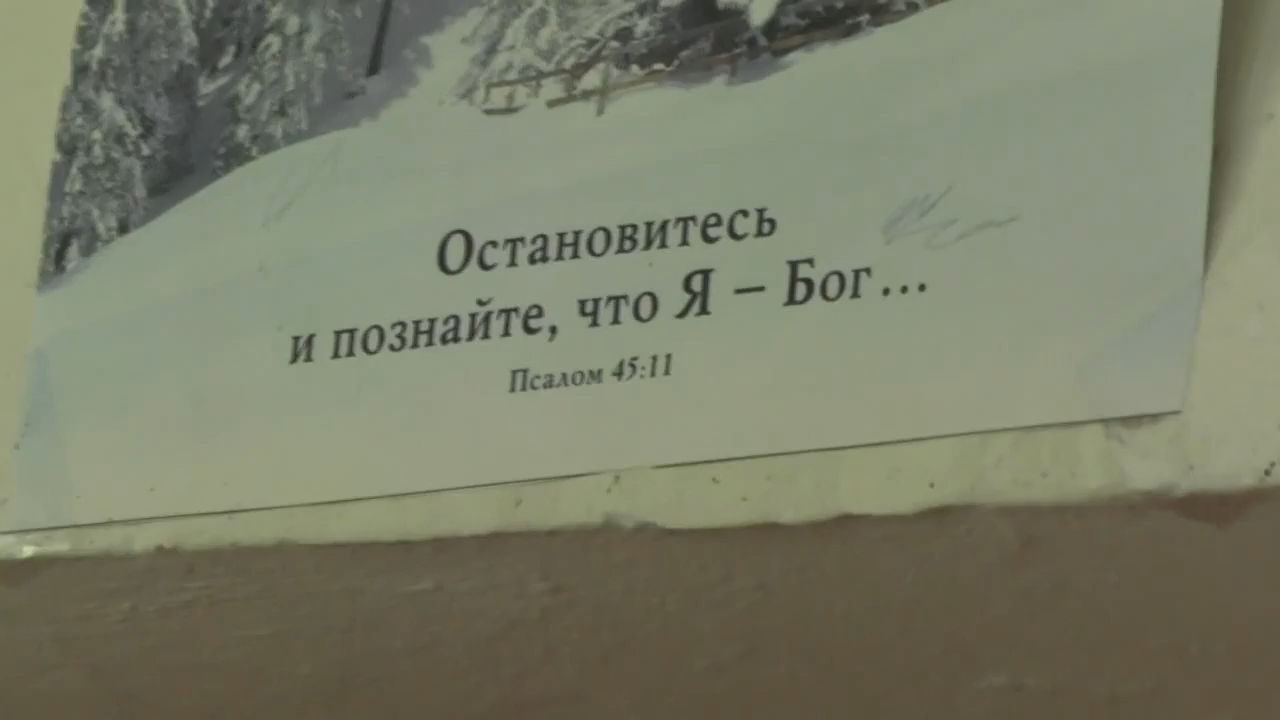 Остановитесь
и познайте, что Я – Бог...
Псалом 45:11